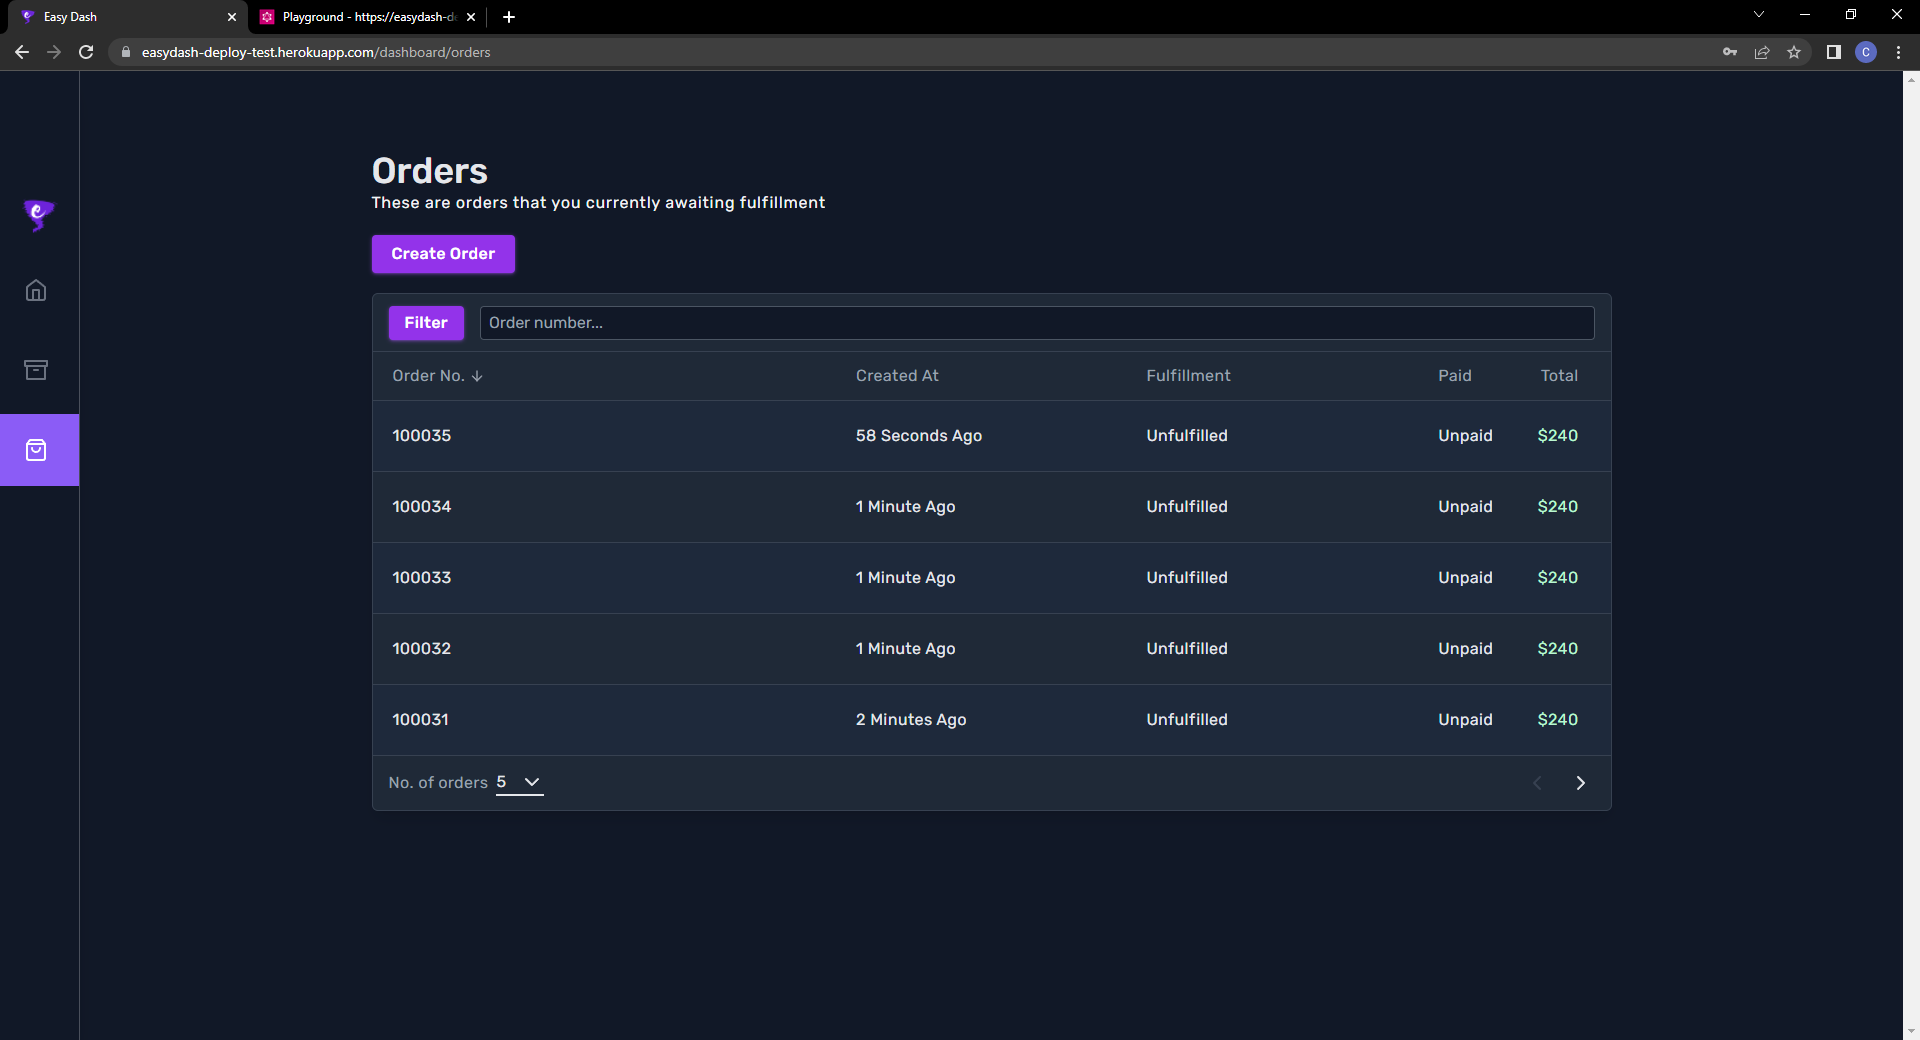 Easy Dash
Playground - https://easydash-de
easydash-deploy-test.herokuapp.com/dashboard/orders
C
Orders
These are orders that you currently awaiting fulfillment
Create Order
Filter
Order number...
Order No. Created At Fulfillment Paid Total
100035 58 Seconds Ago Unfulfilled Unpaid $240
100034 1 Minute Ago Unfulfilled Unpaid $240
100033 1 Minute Ago Unfulfilled Unpaid $240
100032 1 Minute Ago Unfulfilled Unpaid $240
100031 2 Minutes Ago Unfulfilled Unpaid $240
No. of orders 5